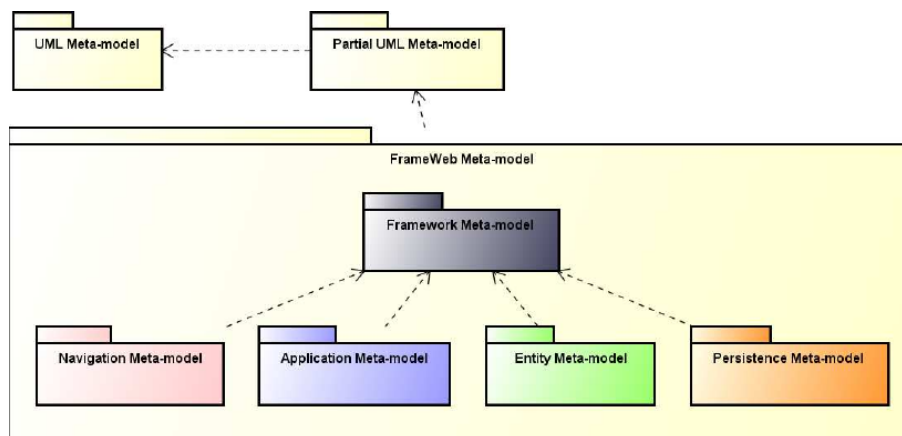 UML Meta-model
Partial UML Meta-model
FrameWeb Meta-model
Framework Meta-model
Navigation Meta-model
Application Meta-model
Entity Meta-model
Persistence Meta-model